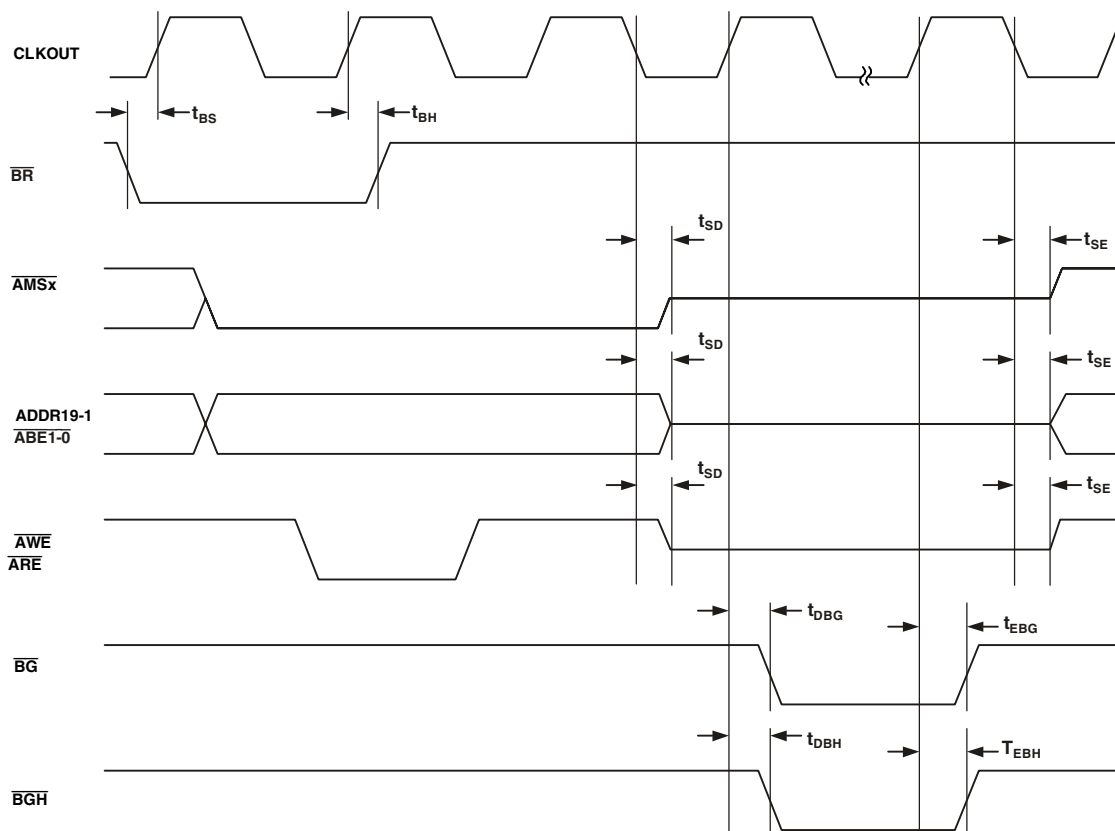 CLKOUT
tBS
tBH
BR
tSD
tSE
AMSx
tSD
tSE
ADDR19-1
ABE1-0
tSD
tSE
AWE
ARE
tDBG
tEBG
BG
tDBH
TEBH
BGH